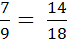 7/9 = 14/18